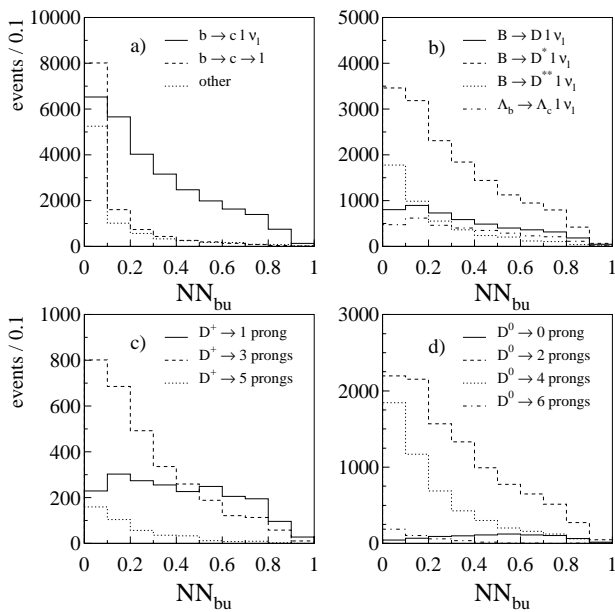 events / 0.1
10000
8000
6000
4000
2000
0
a)
b → c l ν_l
b → c → l
other
0 0.2 0.4 0.6 0.8 1
NN_bu
5000
4000
3000
2000
1000
0
b)
B → D l ν_l
B → D^* l ν_l
B → D^** l ν_l
Λ_b → Λ_c l ν_l
0 0.2 0.4 0.6 0.8 1
NN_bu
events / 0.1
1000
800
600
400
200
0
c)
D^+ → 1 prong
D^+ → 3 prongs
D^+ → 5 prongs
0 0.2 0.4 0.6 0.8 1
NN_bu
3000
2000
1000
0
d)
D^0 → 0 prong
D^0 → 2 prongs
D^0 → 4 prongs
D^0 → 6 prongs
0 0.2 0.4 0.6 0.8 1
NN_bu